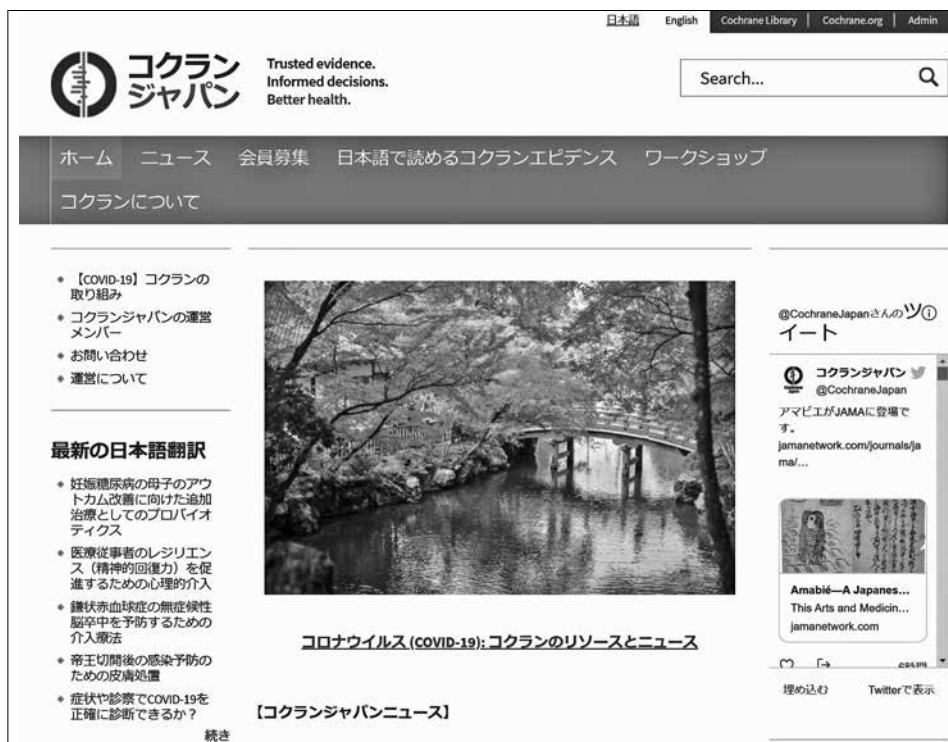 日本語 English Cochrane Library Cochrane.org Admin
コクラン
ジャパン
Trusted evidence.
Informed decisions.
Better health.
Search...
ホーム ニュース 会員募集 日本語で読めるコクランエビデンス ワークショップ
コクランについて
【COVID-19】コクランの
取り組み
コクランジャパンの運営
メンバー
お問い合わせ
運営について
最新の日本語翻訳
妊娠糖尿病の母子のアウ
トカム改善に向けた追加
治療としてのプロバイオ
ティクス
医療従事者のレジリエン
ス（精神的回復力）を促
進するための心理的介入
鎌状赤血球症の無症候性
脳卒中を予防するための
介入療法
帝王切開後の感染予防の
ための皮膚処置
症状や診察でCOVID-19を
正確に診断できるか？
続き
コロナウイルス (COVID-19): コクランのリソースとニュース
【コクランジャパンニュース】
@CochraneJapanさんのツ
イート
コクランジャパン
@CochraneJapan
アマビエがJAMAに登場で
す。
jamanetwork.com/journals/ja
ma/…
Amabié—A Japanes...
This Arts and Medicin...
jamanetwork.com
埋め込む Twitterで表示